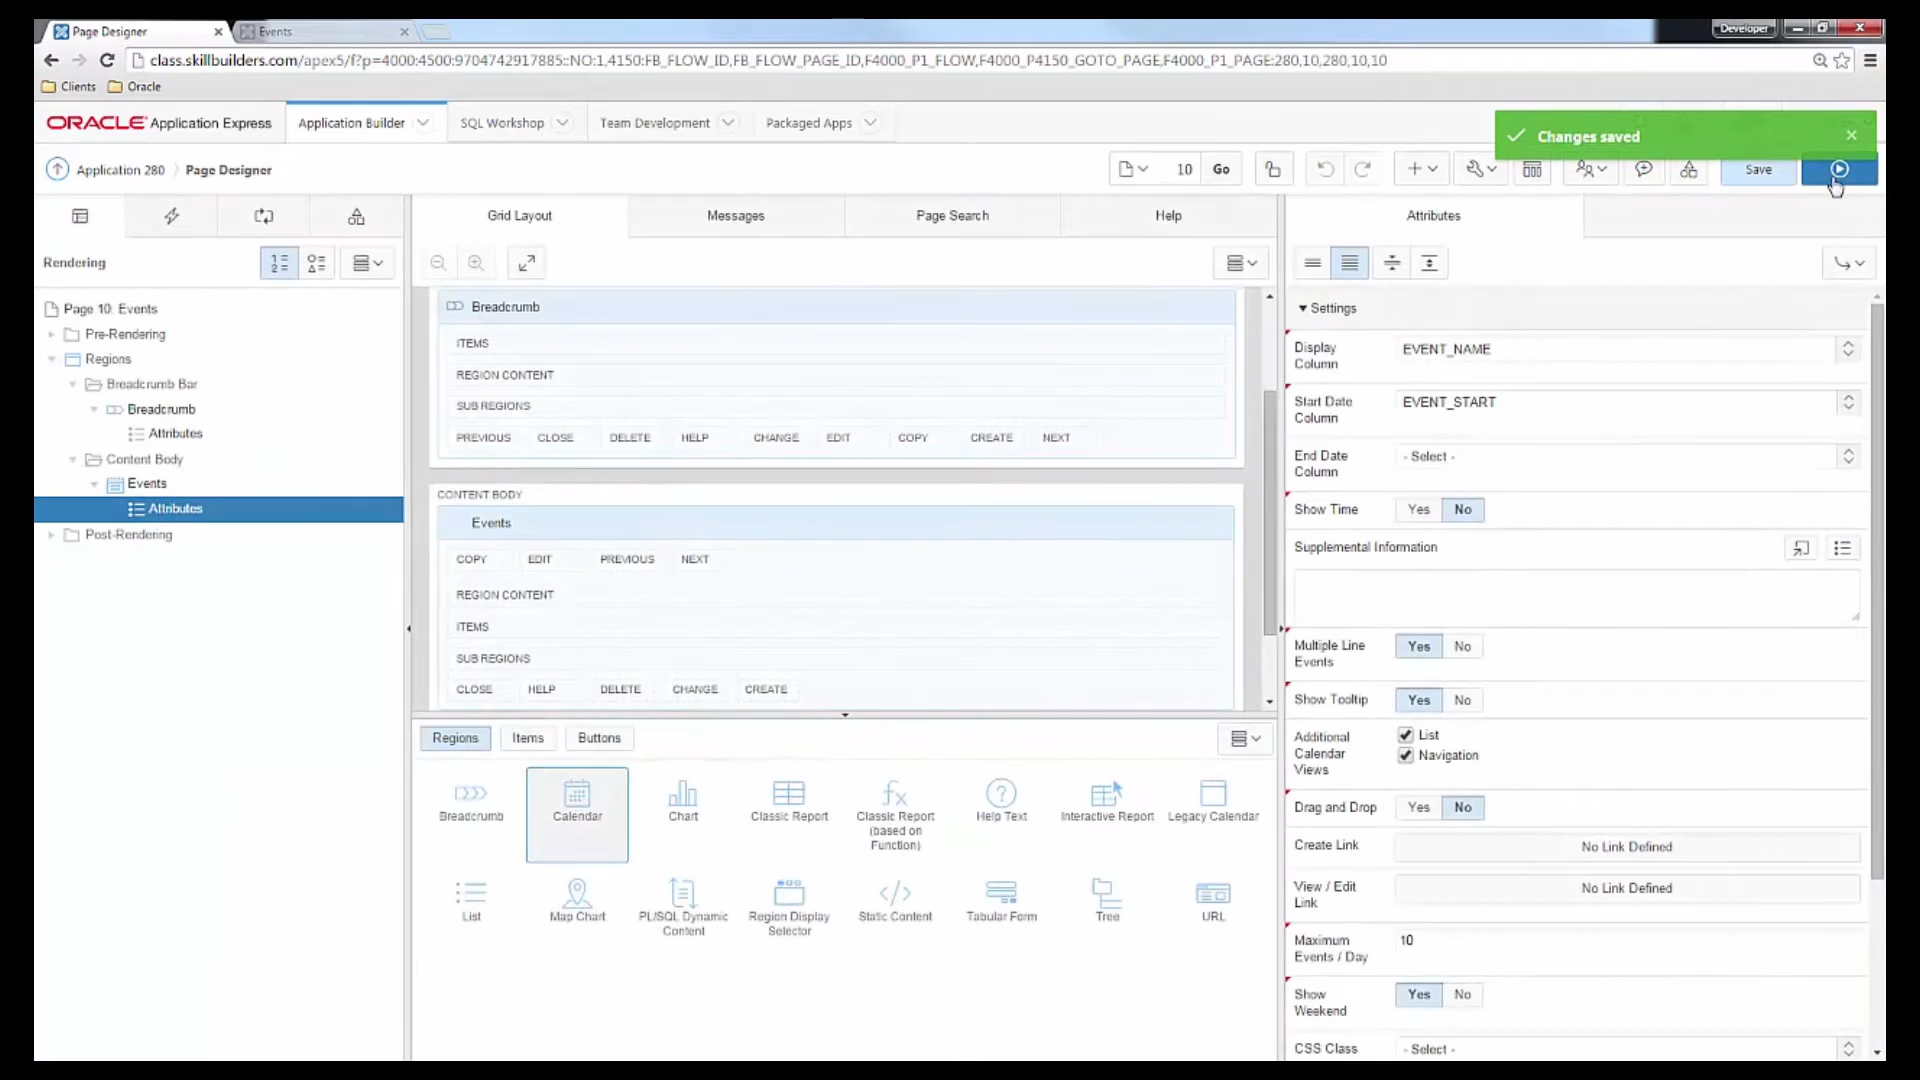 Page Designer
Events
Developer
class.skillbuilders.com/apex5/f?p=4000:4500:9704742917885::NO:1,4150:FB_FLOW_ID,FB_FLOW_PAGE_ID,F4000_P1_FLOW,F4000_P4150_GOTO_PAGE,F4000_P1_PAGE:280,10,280,10,10
Clients
Oracle
ORACLE Application Express
Application Builder
SQL Workshop
Team Development
Packaged Apps
Changes saved
Application 280
Page Designer
10
Go
Save
Grid Layout
Messages
Page Search
Help
Attributes
Rendering
Page 10: Events
Pre-Rendering
Regions
Breadcrumb Bar
Breadcrumb
Attributes
Content Body
Events
Attributes
Post-Rendering
Breadcrumb
ITEMS
REGION CONTENT
SUB REGIONS
PREVIOUS CLOSE DELETE HELP CHANGE EDIT COPY CREATE NEXT
CONTENT BODY
Events
COPY EDIT PREVIOUS NEXT
REGION CONTENT
ITEMS
SUB REGIONS
CLOSE HELP DELETE CHANGE CREATE
Regions
Items
Buttons
Breadcrumb
Calendar
Chart
Classic Report
Classic Report
(based on
Function)
Help Text
Interactive Report
Legacy Calendar
List
Map Chart
PL/SQL Dynamic
Content
Region Display
Selector
Static Content
Tabular Form
Tree
URL
Settings
Display
Column
EVENT_NAME
Start Date
Column
EVENT_START
End Date
Column
- Select -
Show Time
Yes No
Supplemental Information
Multiple Line
Events
Yes No
Show Tooltip
Yes No
Additional
Calendar
Views
List
Navigation
Drag and Drop
Yes No
Create Link
No Link Defined
View / Edit
Link
No Link Defined
Maximum
Events / Day
10
Show
Weekend
Yes No
CSS Class
- Select -